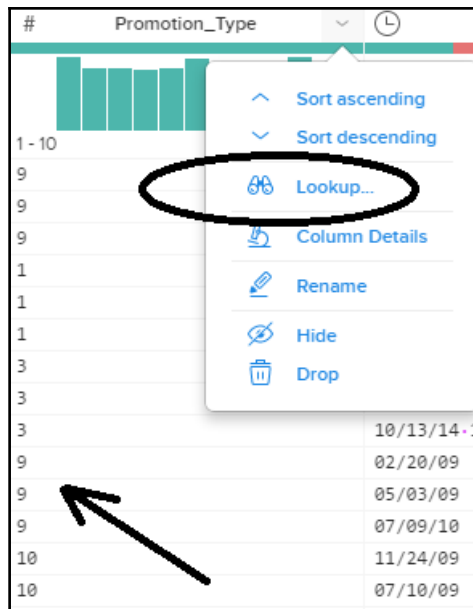 # Promotion_Type
Sort ascending
Sort descending
1 - 10
9
Lookup...
9
9
Column Details
1
1
Rename
1
Hide
3
3
Drop
3 10/13/14
9 02/20/09
9 05/03/09
9 07/09/10
10 11/24/09
10 07/10/09